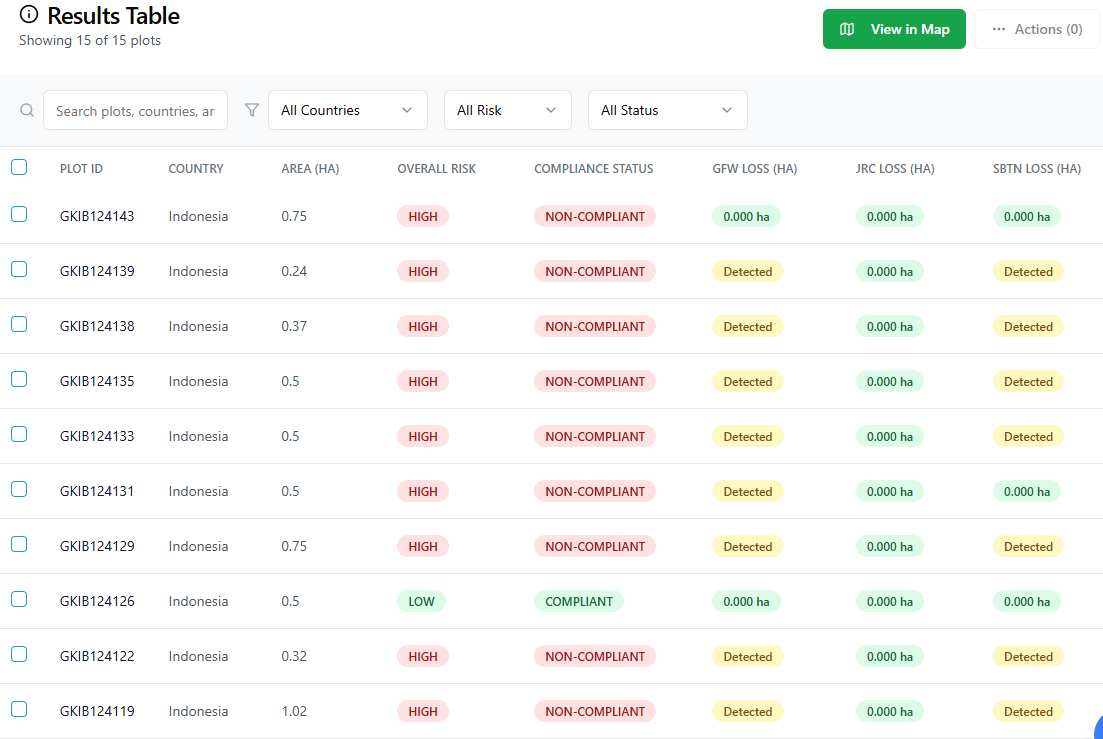 Results Table
Showing 15 of 15 plots
View in Map
Actions (0)
Search plots, countries, ar
All Countries
All Risk
All Status
PLOT ID COUNTRY AREA (HA) OVERALL RISK COMPLIANCE STATUS GFW LOSS (HA) JRC LOSS (HA) SBTN LOSS (HA)
GKIB124143 Indonesia 0.75 HIGH NON-COMPLIANT 0.000 ha 0.000 ha 0.000 ha
GKIB124139 Indonesia 0.24 HIGH NON-COMPLIANT Detected 0.000 ha Detected
GKIB124138 Indonesia 0.37 HIGH NON-COMPLIANT Detected 0.000 ha Detected
GKIB124135 Indonesia 0.5 HIGH NON-COMPLIANT Detected 0.000 ha Detected
GKIB124133 Indonesia 0.5 HIGH NON-COMPLIANT Detected 0.000 ha Detected
GKIB124131 Indonesia 0.5 HIGH NON-COMPLIANT Detected 0.000 ha 0.000 ha
GKIB124129 Indonesia 0.75 HIGH NON-COMPLIANT Detected 0.000 ha Detected
GKIB124126 Indonesia 0.5 LOW COMPLIANT 0.000 ha 0.000 ha 0.000 ha
GKIB124122 Indonesia 0.32 HIGH NON-COMPLIANT Detected 0.000 ha Detected
GKIB124119 Indonesia 1.02 HIGH NON-COMPLIANT Detected 0.000 ha Detected